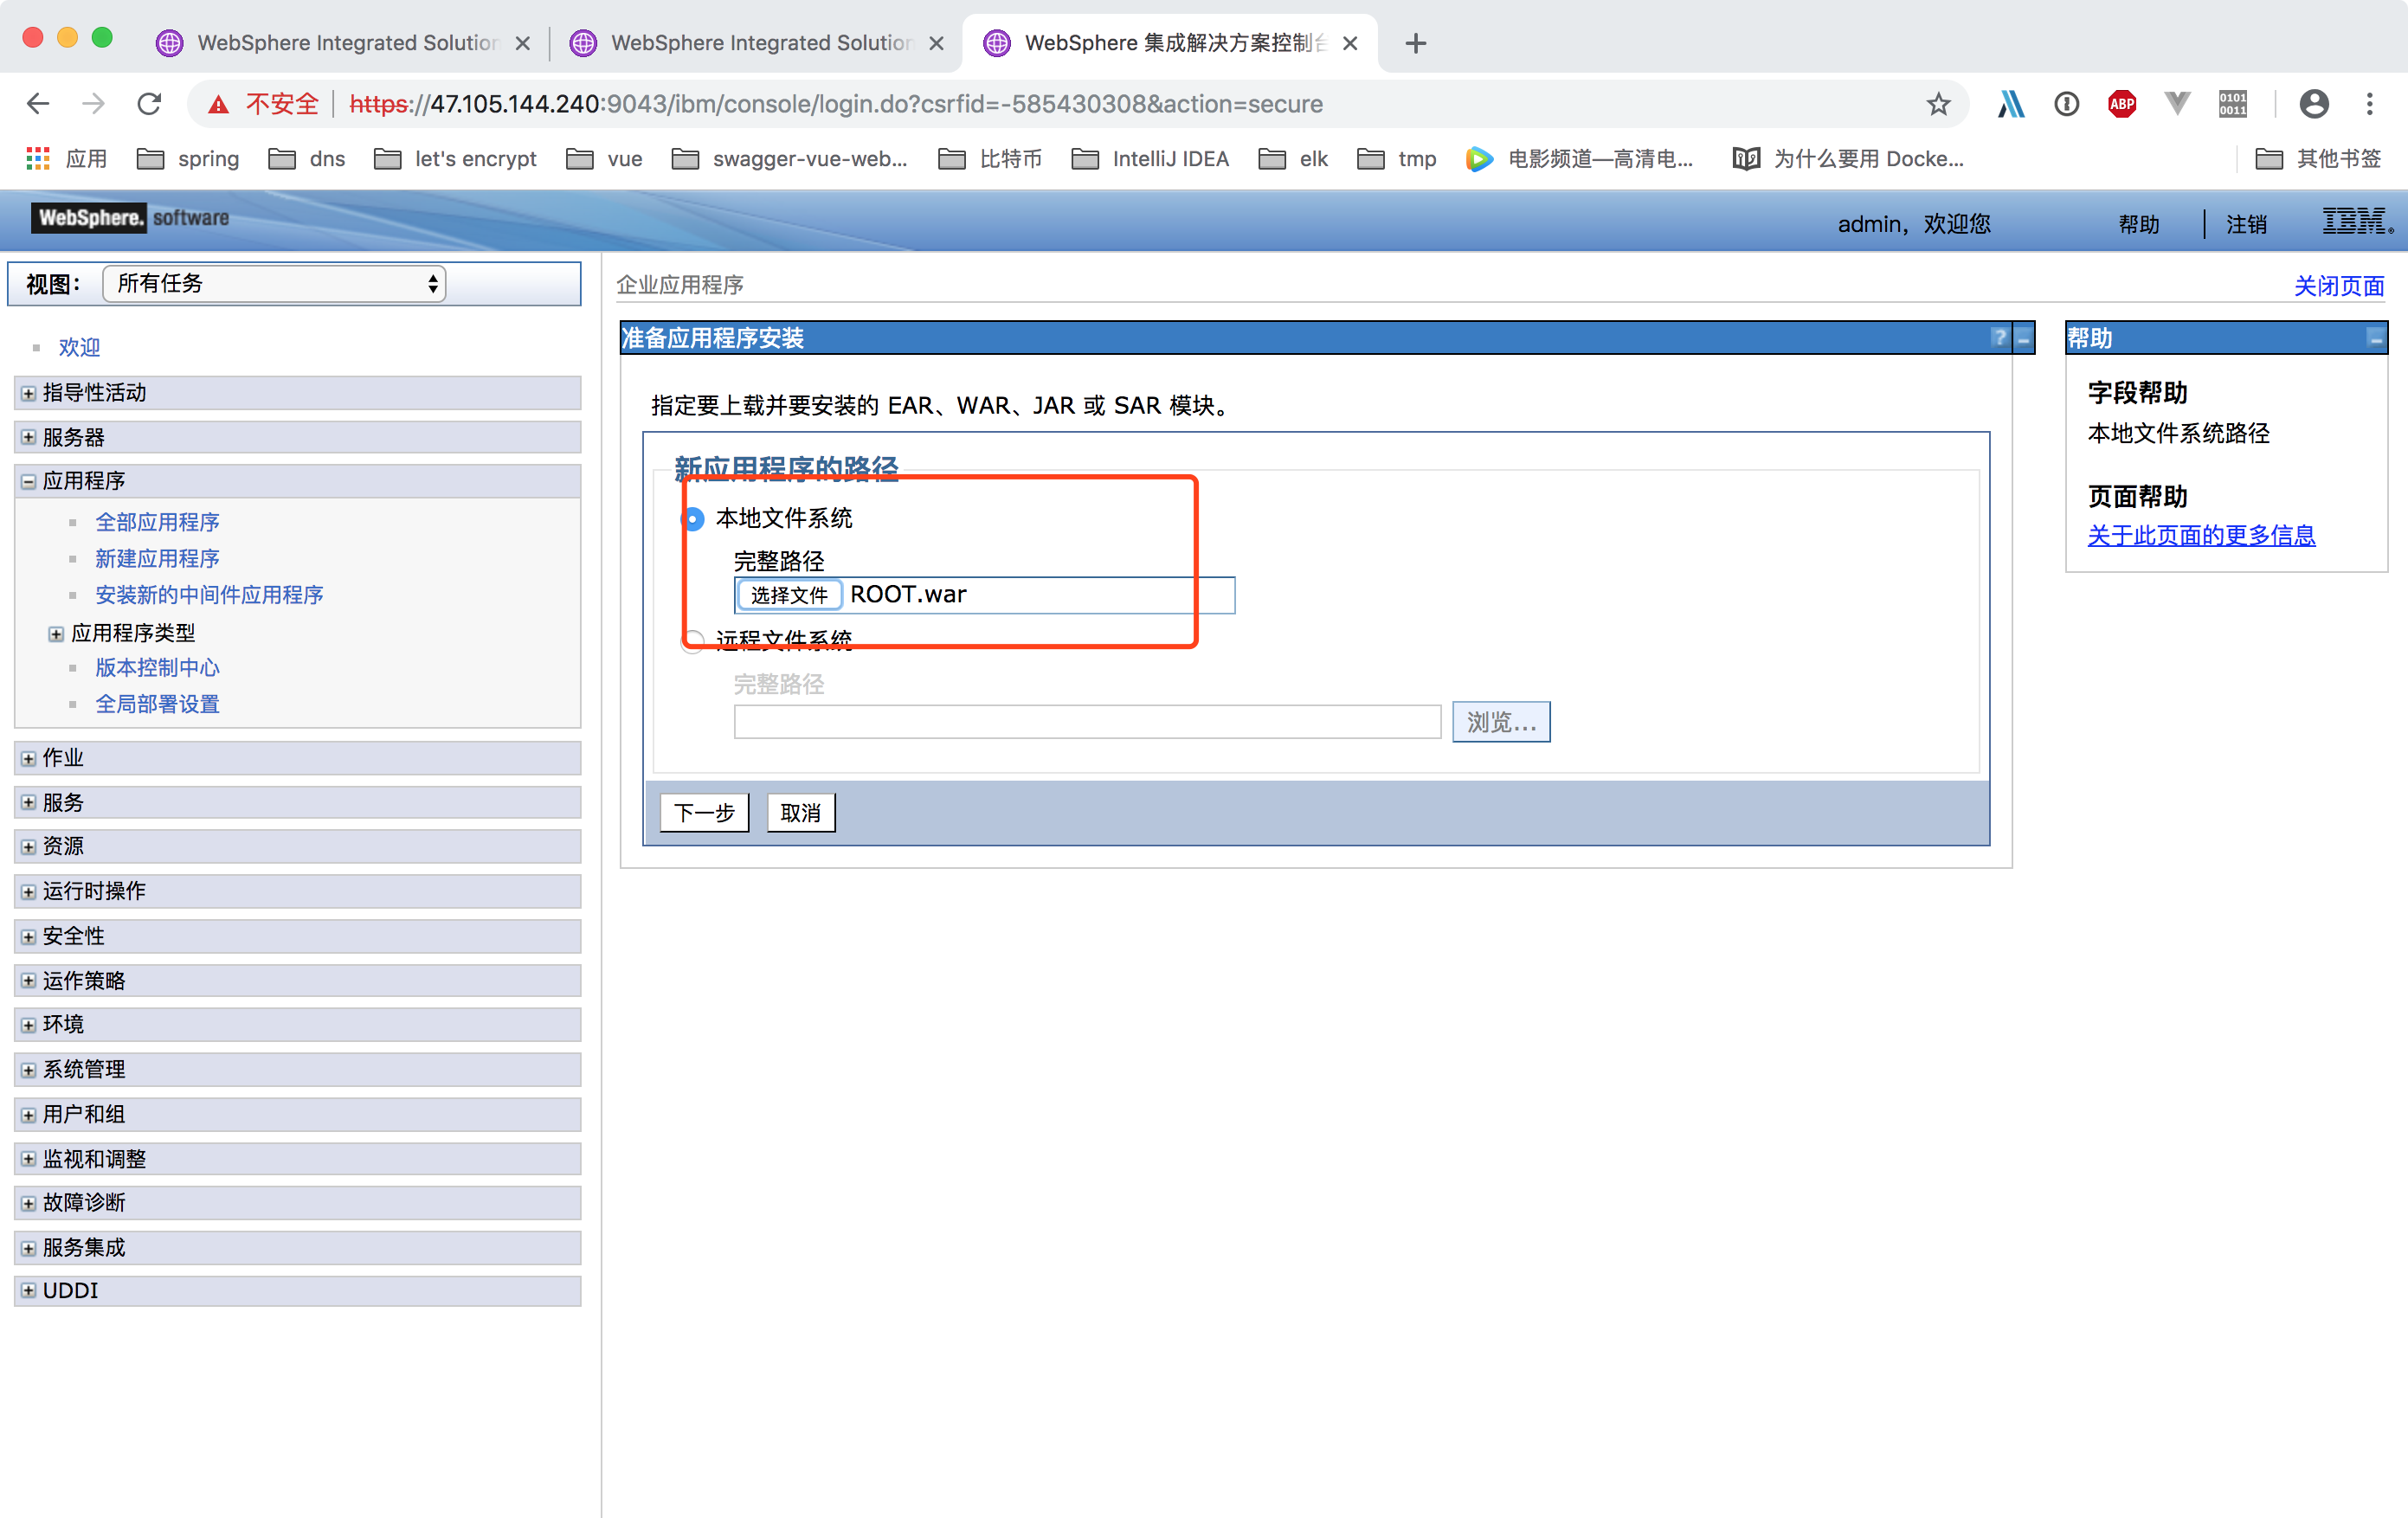 WebSphere Integrated Solution
WebSphere Integrated Solution
WebSphere 集成解决方案控制台
不安全 https://47.105.144.240:9043/ibm/console/login.do?csrfid=-585430308&action=secure
ABP
0101
0011
应用 spring dns let's encrypt vue swagger-vue-web... 比特币 IntelliJ IDEA elk tmp 电影频道—高清电... 为什么要用 Docke... 其他书签
WebSphere. software
admin，欢迎您 帮助 注销 IBM.
视图： 所有任务
欢迎
指导性活动
服务器
应用程序
全部应用程序
新建应用程序
安装新的中间件应用程序
应用程序类型
版本控制中心
全局部署设置
作业
服务
资源
运行时操作
安全性
运作策略
环境
系统管理
用户和组
监视和调整
故障诊断
服务集成
UDDI
企业应用程序 关闭页面
准备应用程序安装 ?
指定要上载并要安装的 EAR、WAR、JAR 或 SAR 模块。
新应用程序的路径
本地文件系统
完整路径
选择文件 ROOT.war
远程文件系统
完整路径
浏览...
下一步 取消
帮助
字段帮助
本地文件系统路径
页面帮助
关于此页面的更多信息